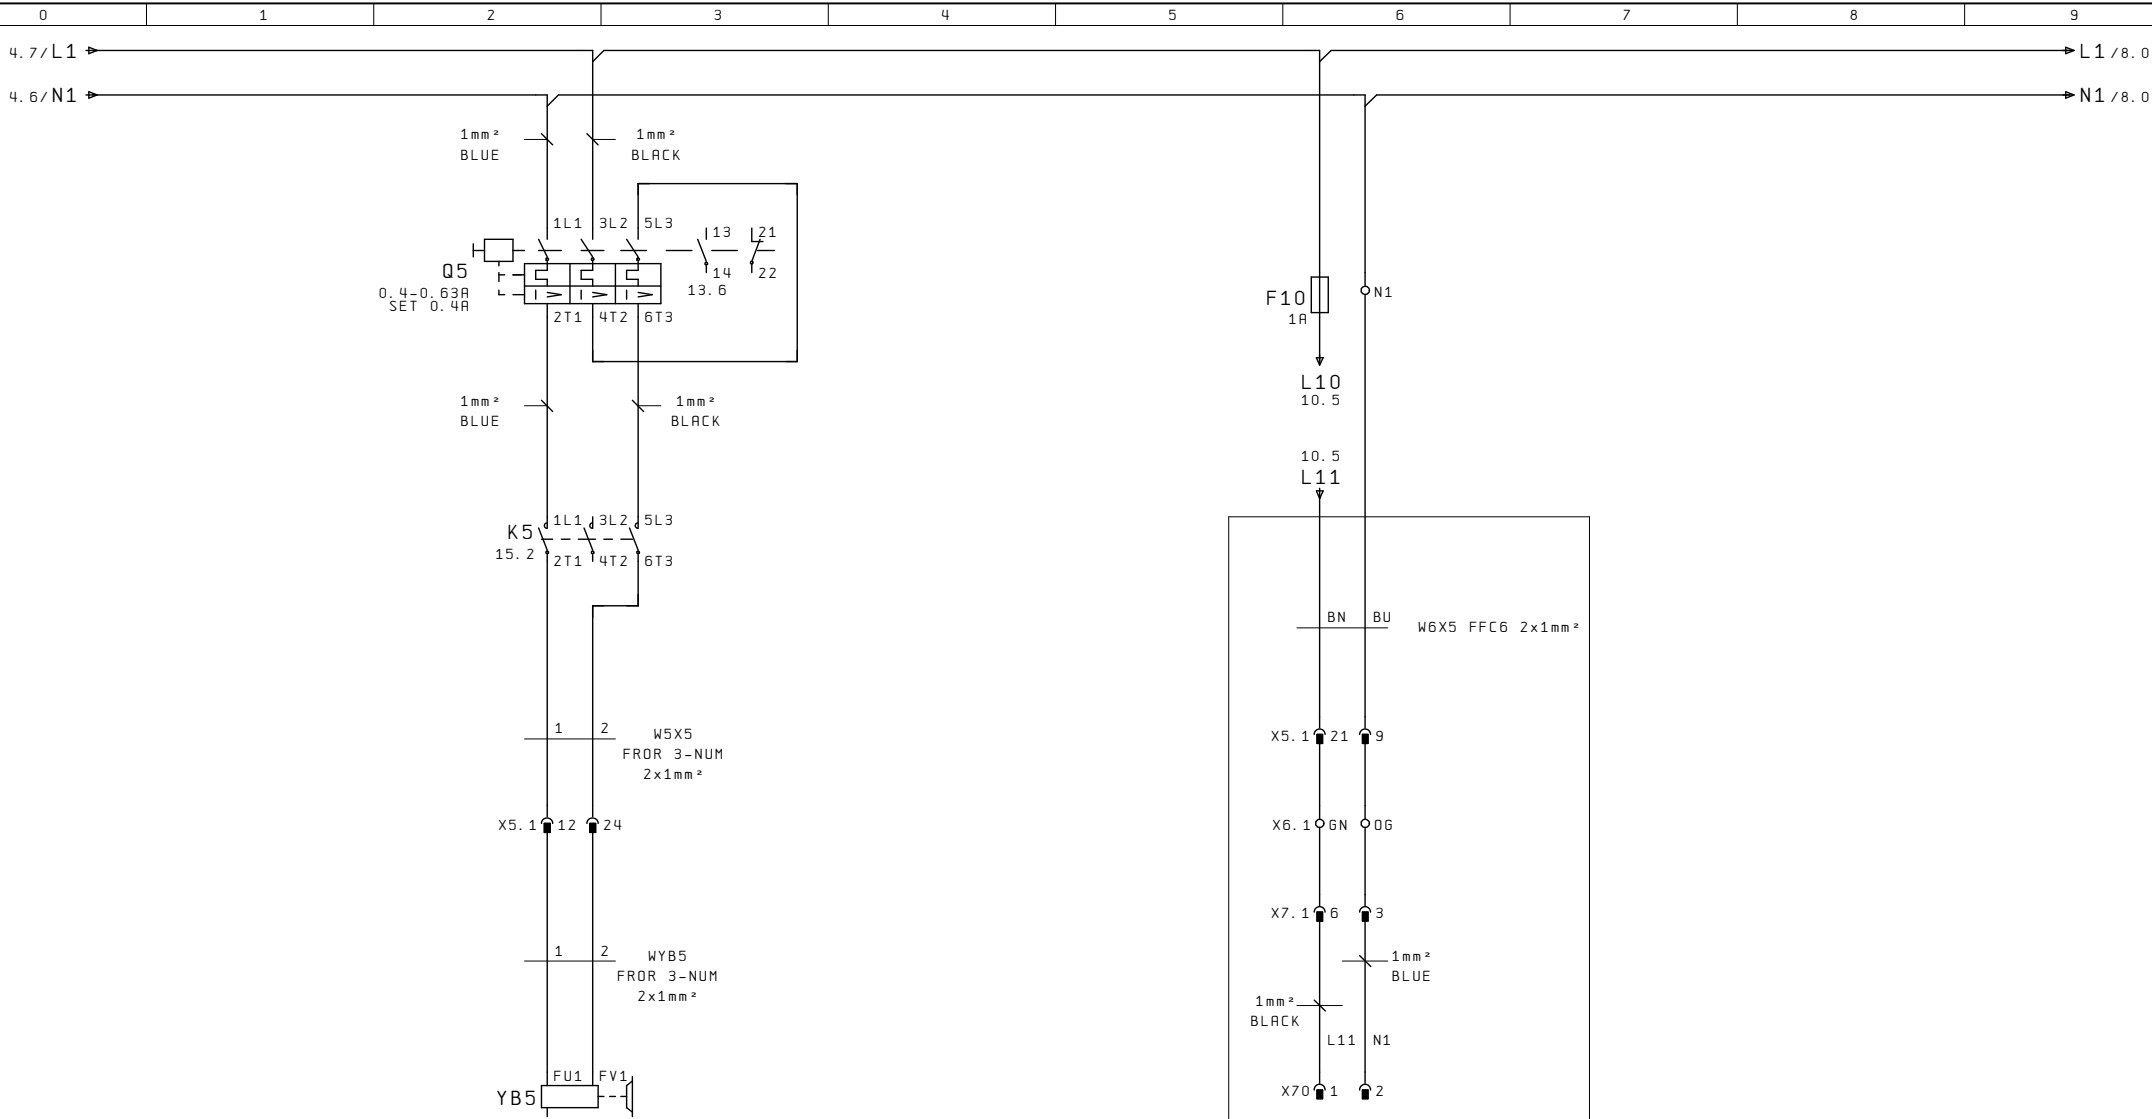 0 1 2 3 4 5 6 7 8 9
4.7/L1 L1/8.0
4.6/N1 N1/8.0
1mm² 1mm²
BLUE BLACK
1L1 3L2 5L3 13 21
Q5 14 22
0.4-0.63A 13.6
SET 0.4A
2T1 4T2 6T3
1mm² 1mm²
BLUE BLACK
K5 1L1 3L2 5L3
15.2 2T1 4T2 6T3
1 2 W5X5
FROR 3-NUM
2x1mm²
X5.1 12 24
1 2 WYB5
FROR 3-NUM
2x1mm²
FU1 FV1
YB5
F10 N1
1A
L10
10.5
10.5
L11
BN BU W6X5 FFC6 2x1mm²
X5.1 21 9
X6.1 GN OG
X7.1 6 3
1mm²
BLUE
1mm²
BLACK
L11 N1
X70 1 2